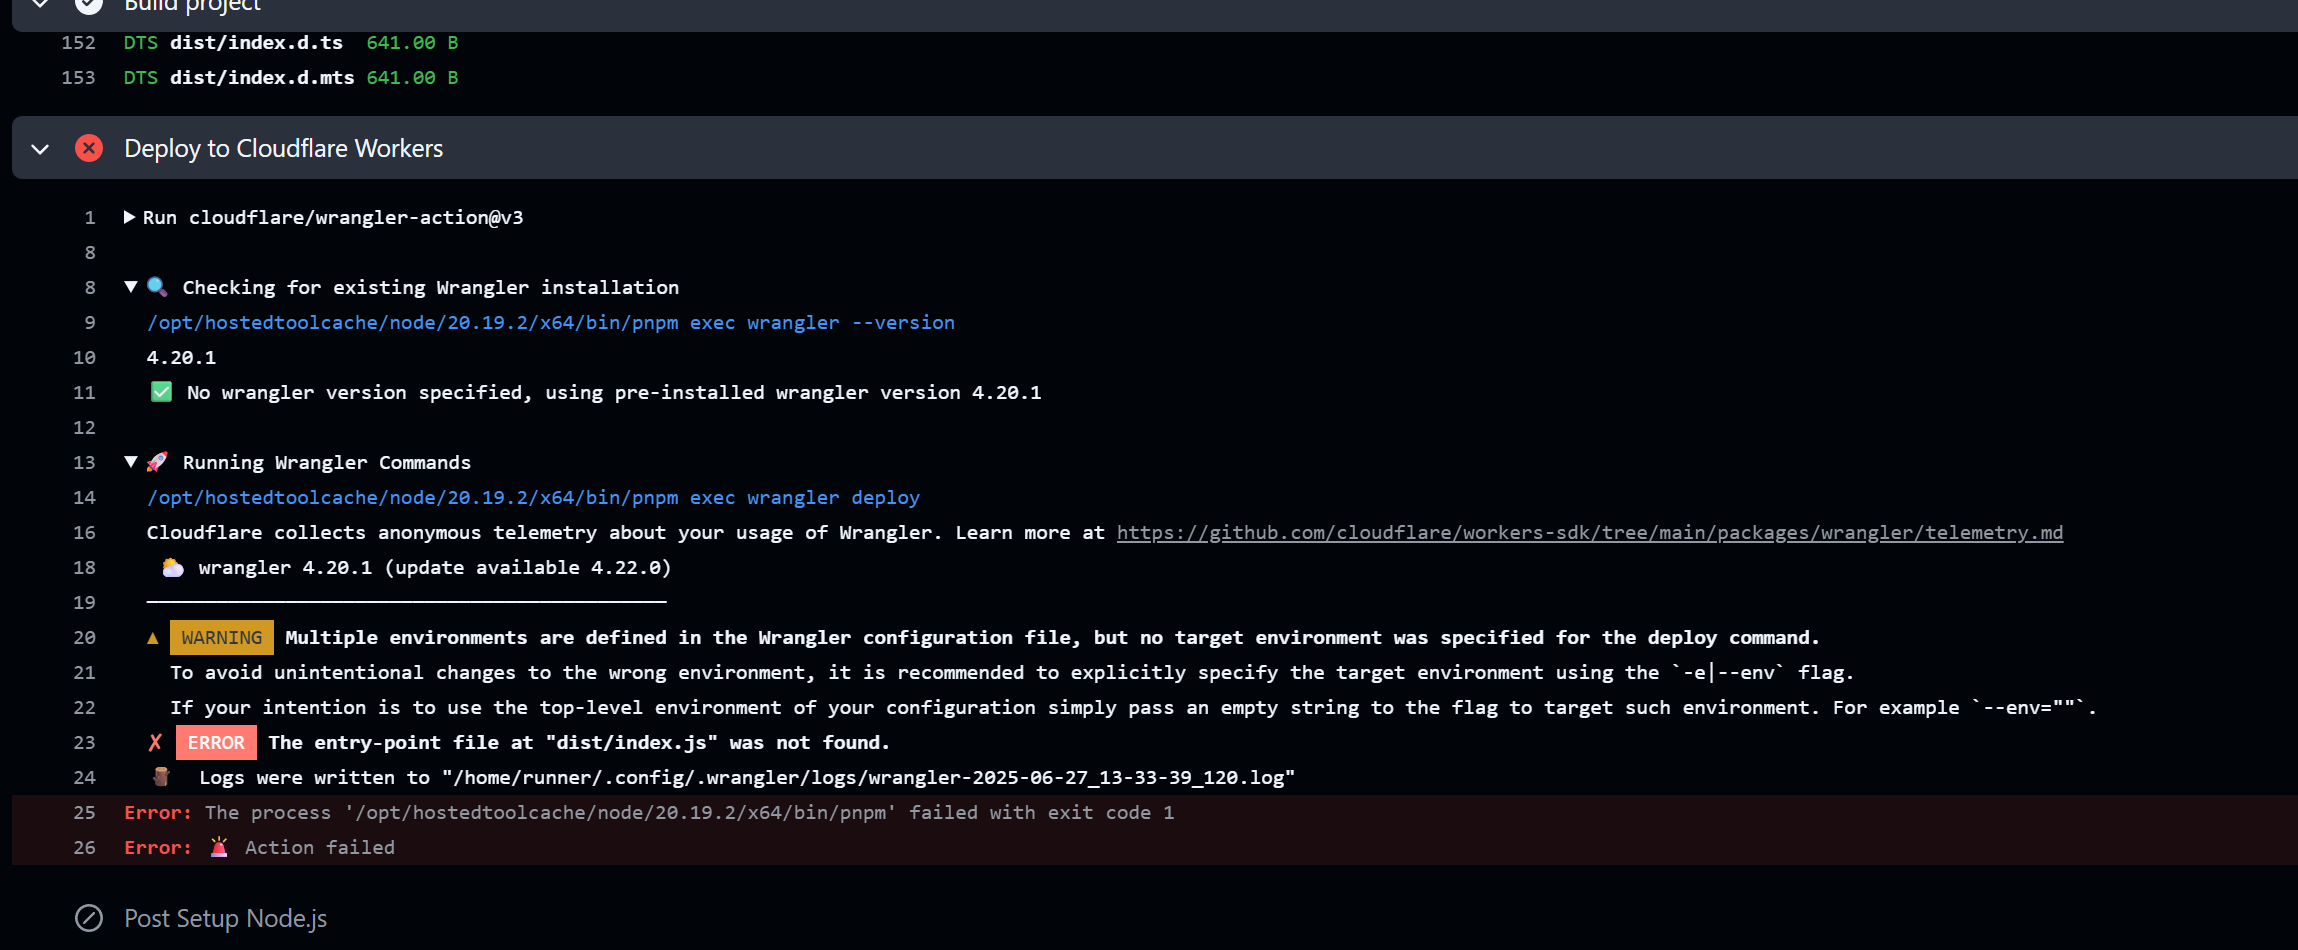 Build project
152 DTS dist/index.d.ts 641.00 B
153 DTS dist/index.d.mts 641.00 B
Deploy to Cloudflare Workers
1 Run cloudflare/wrangler-action@v3
8
8 🔍 Checking for existing Wrangler installation
9 /opt/hostedtoolcache/node/20.19.2/x64/bin/pnpm exec wrangler --version
10 4.20.1
11 ✅ No wrangler version specified, using pre-installed wrangler version 4.20.1
12
13 🚀 Running Wrangler Commands
14 /opt/hostedtoolcache/node/20.19.2/x64/bin/pnpm exec wrangler deploy
16 Cloudflare collects anonymous telemetry about your usage of Wrangler. Learn more at https://github.com/cloudflare/workers-sdk/tree/main/packages/wrangler/telemetry.md
18 ⛅ wrangler 4.20.1 (update available 4.22.0)
19 ─────────────────────────────────────────────
20 ▲ WARNING Multiple environments are defined in the Wrangler configuration file, but no target environment was specified for the deploy command.
21 To avoid unintentional changes to the wrong environment, it is recommended to explicitly specify the target environment using the `-e|--env` flag.
22 If your intention is to use the top-level environment of your configuration simply pass an empty string to the flag to target such environment. For example `--env=""`.
23 ✗ ERROR The entry-point file at "dist/index.js" was not found.
24 🪵 Logs were written to "/home/runner/.config/.wrangler/logs/wrangler-2025-06-27_13-33-39_120.log"
25 Error: The process '/opt/hostedtoolcache/node/20.19.2/x64/bin/pnpm' failed with exit code 1
26 Error: 🚨 Action failed
Post Setup Node.js